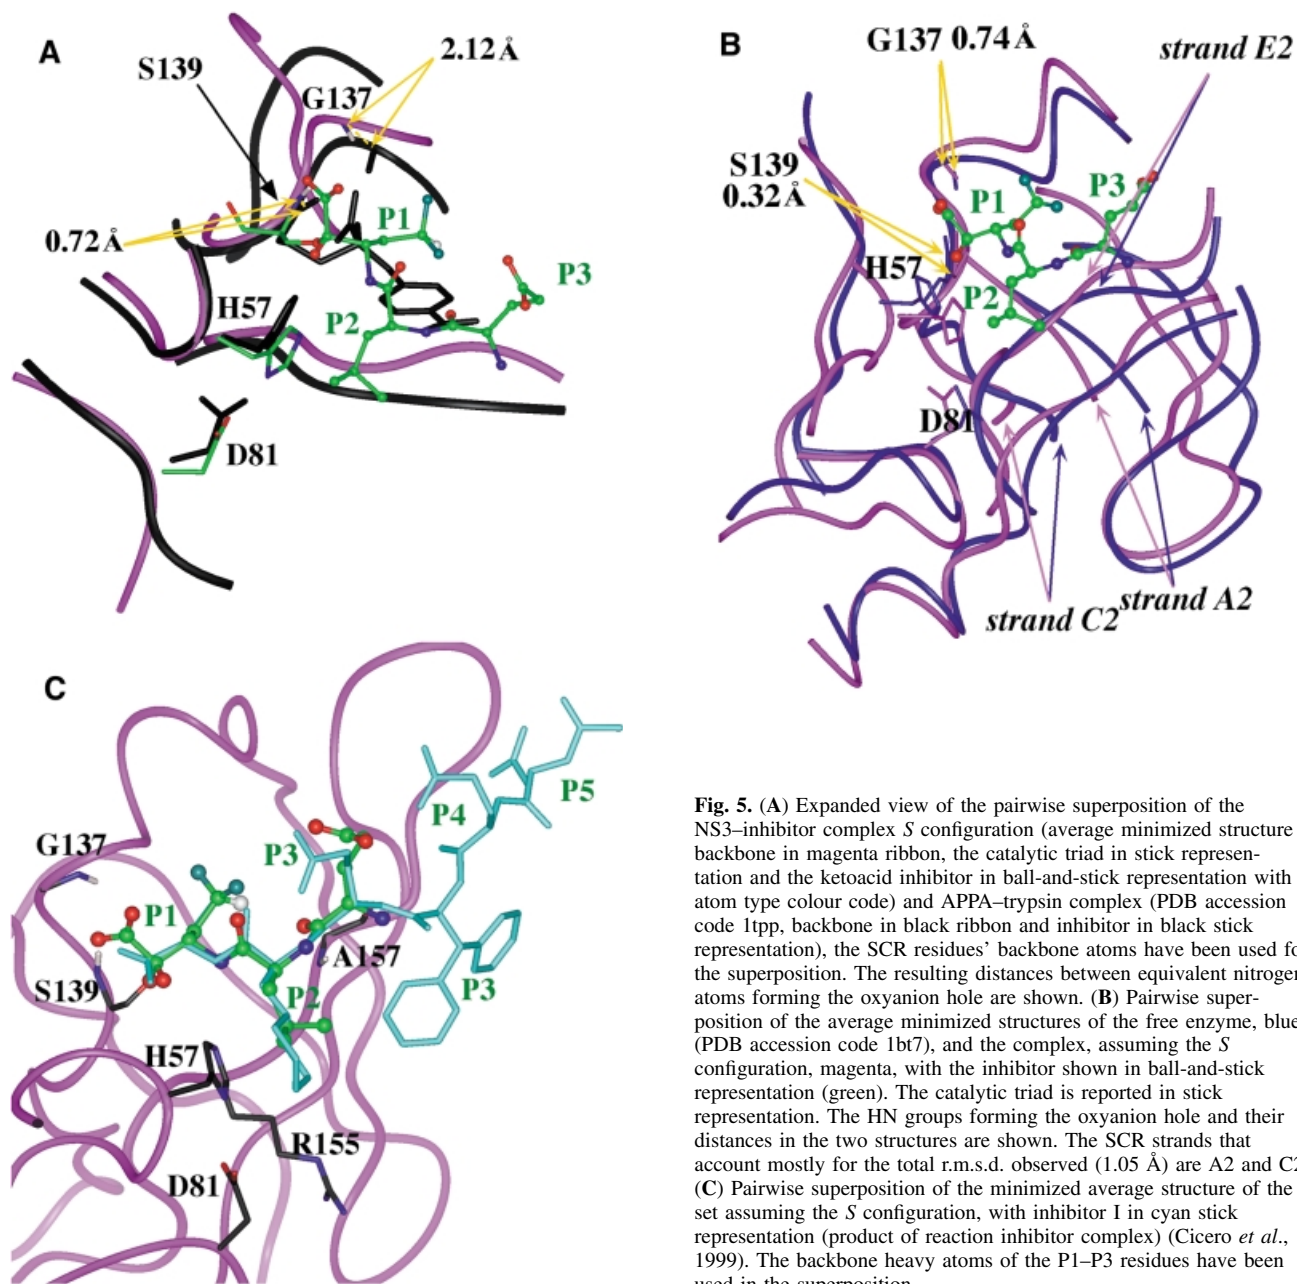 A
S139
2.12 Å
G137
P1
0.72 Å
P3
H57
P2
D81
B
G137 0.74 Å
strand E2
S139
0.32 Å
P1
P3
H57
P2
D81
strand C2
strand A2
C
P5
P4
G137
P3
P1
A157
S139
P2
P3
H57
R155
D81
Fig. 5. (A) Expanded view of the pairwise superposition of the
NS3–inhibitor complex S configuration (average minimized structure
backbone in magenta ribbon, the catalytic triad in stick represen-
tation and the ketoacid inhibitor in ball-and-stick representation with
atom type colour code) and APPA–trypsin complex (PDB accession
code 1tpp, backbone in black ribbon and inhibitor in black stick
representation), the SCR residues' backbone atoms have been used fo
the superposition. The resulting distances between equivalent nitrogen
atoms forming the oxyanion hole are shown. (B) Pairwise super-
position of the average minimized structures of the free enzyme, blue
(PDB accession code 1bt7), and the complex, assuming the S
configuration, magenta, with the inhibitor shown in ball-and-stick
representation (green). The catalytic triad is reported in stick
representation. The HN groups forming the oxyanion hole and their
distances in the two structures are shown. The SCR strands that
account mostly for the total r.m.s.d. observed (1.05 Å) are A2 and C2
(C) Pairwise superposition of the minimized average structure of the
set assuming the S configuration, with inhibitor I in cyan stick
representation (product of reaction inhibitor complex) (Cicero et al.,
1999). The backbone heavy atoms of the P1–P3 residues have been
used in the superposition